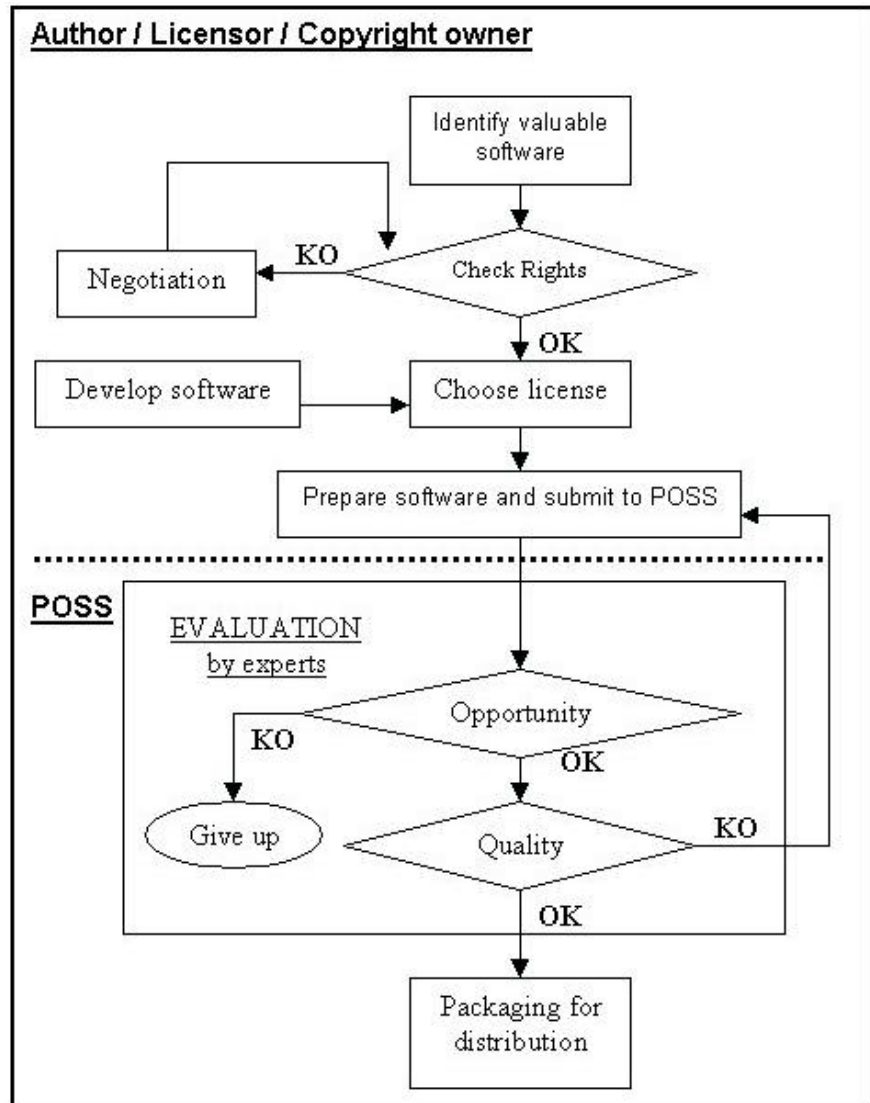 Author / Licensor / Copyright owner
Identify valuable
software
KO
Negotiation
Check Rights
OK
Develop software
Choose license
Prepare software and submit to POSS
POSS
EVALUATION
by experts
Opportunity
KO
OK
Give up
Quality
KO
OK
Packaging for
distribution